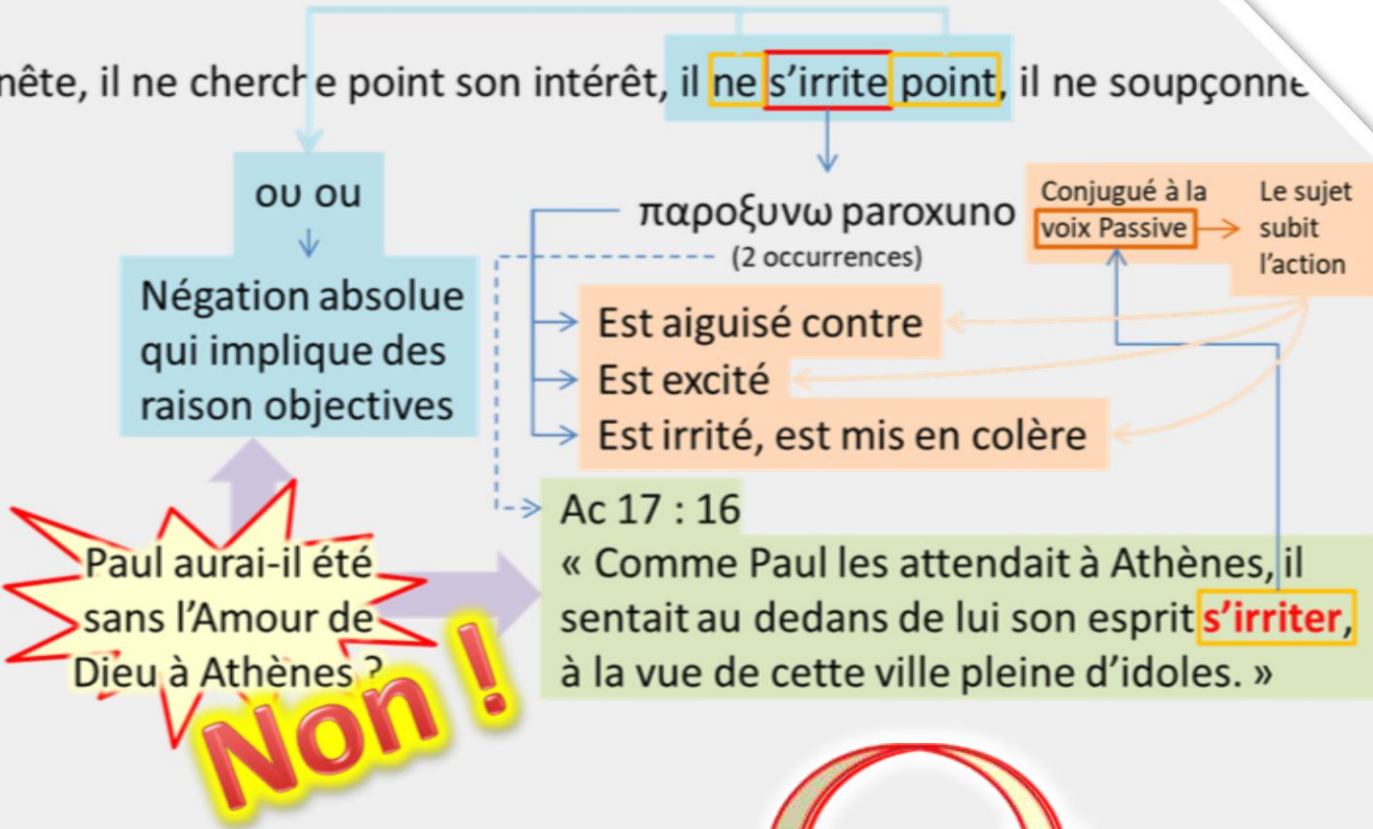 nête, il ne cherche point son intérêt, il ne s'irrite point, il ne soupçonne
ου ou
Négation absolue
qui implique des
raison objectives
παροξυνω paroxuno
(2 occurrences)
Conjugué à la
voix Passive
Le sujet
subit
l'action
Est aiguisé contre
Est excité
Est irrité, est mis en colère
Ac 17 : 16
« Comme Paul les attendait à Athènes, il
sentait au dedans de lui son esprit s'irriter,
à la vue de cette ville pleine d'idoles. »
Paul aurai-il été
sans l'Amour de
Dieu à Athènes ?
Non !